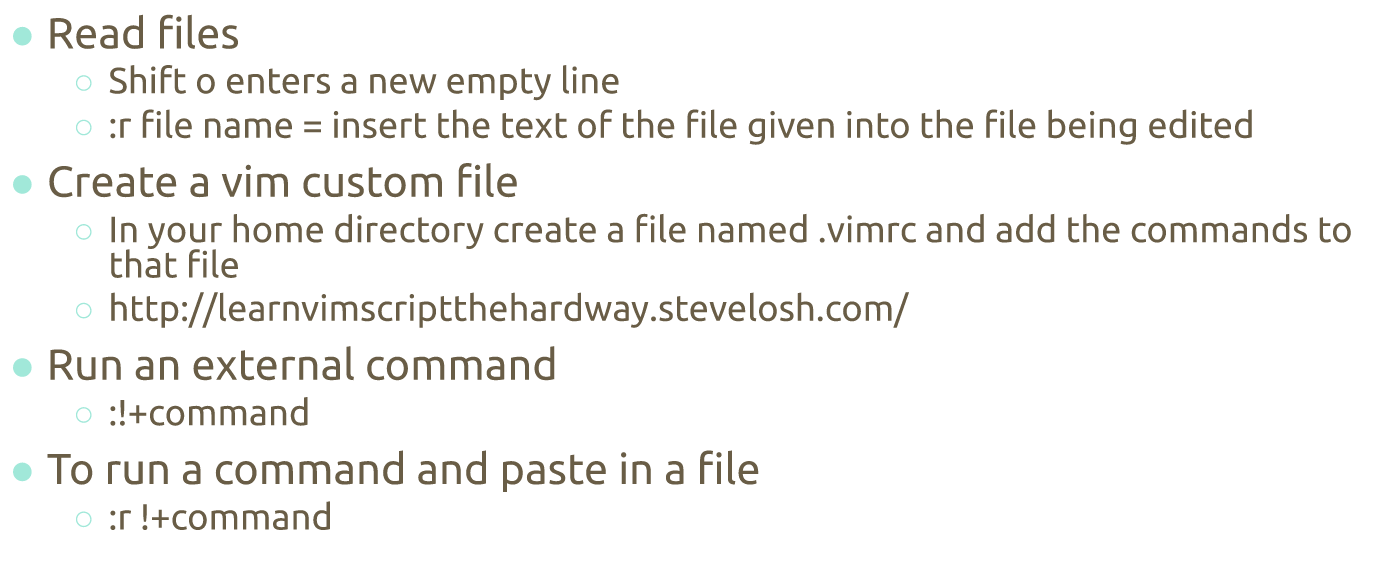 Read files
Shift o enters a new empty line
:r file name = insert the text of the file given into the file being edited
Create a vim custom file
In your home directory create a file named .vimrc and add the commands to
that file
http://learnvimscriptthehardway.stevelosh.com/
Run an external command
:!+command
To run a command and paste in a file
:r !+command